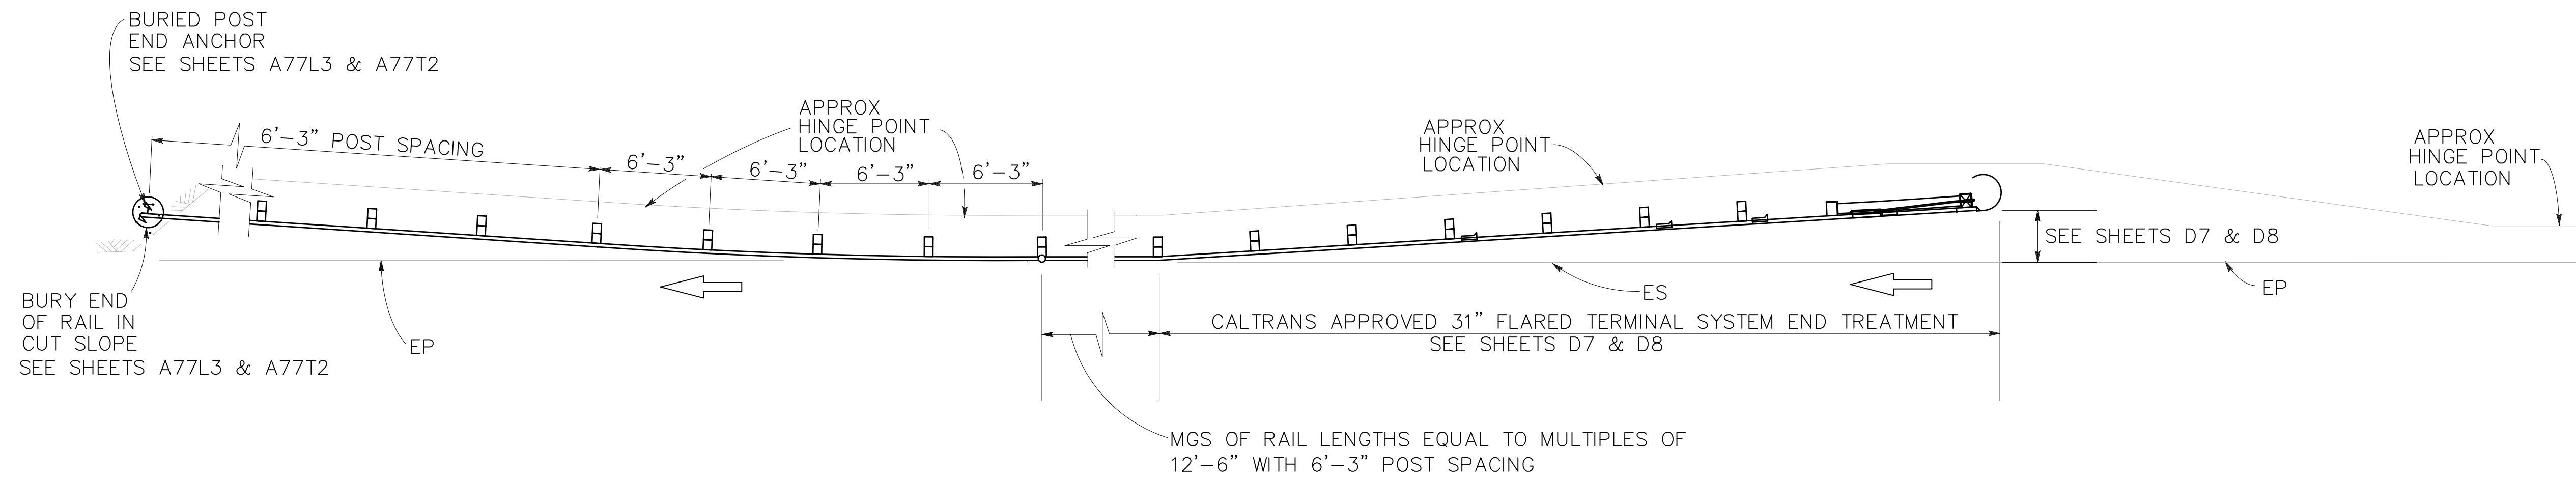 BURIED POST
END ANCHOR
SEE SHEETS A77L3 & A77T2
6'-3" POST SPACING
6'-3"
6'-3"
6'-3"
6'-3"
APPROX
HINGE POINT
LOCATION
APPROX
HINGE POINT
LOCATION
APPROX
HINGE POINT
LOCATION
SEE SHEETS D7 & D8
BURY END
OF RAIL IN
CUT SLOPE
SEE SHEETS A77L3 & A77T2
EP
ES
EP
CALTRANS APPROVED 31" FLARED TERMINAL SYSTEM END TREATMENT
SEE SHEETS D7 & D8
MGS OF RAIL LENGTHS EQUAL TO MULTIPLES OF
12'-6" WITH 6'-3" POST SPACING